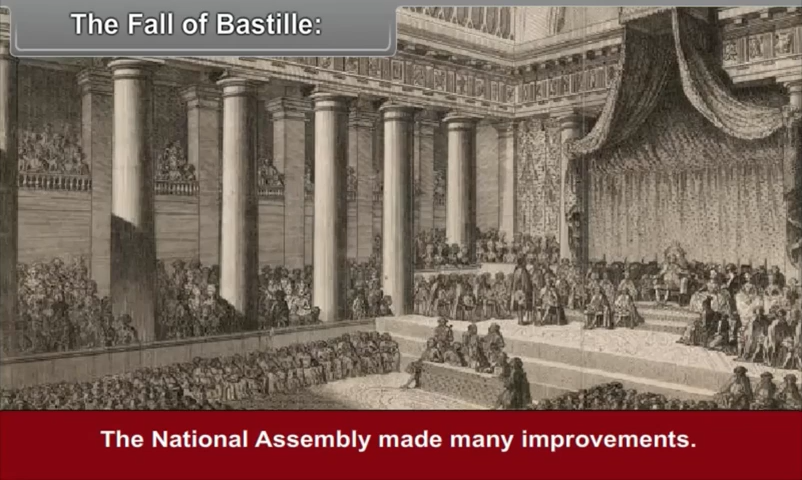 The Fall of Bastille:
The National Assembly made many improvements.